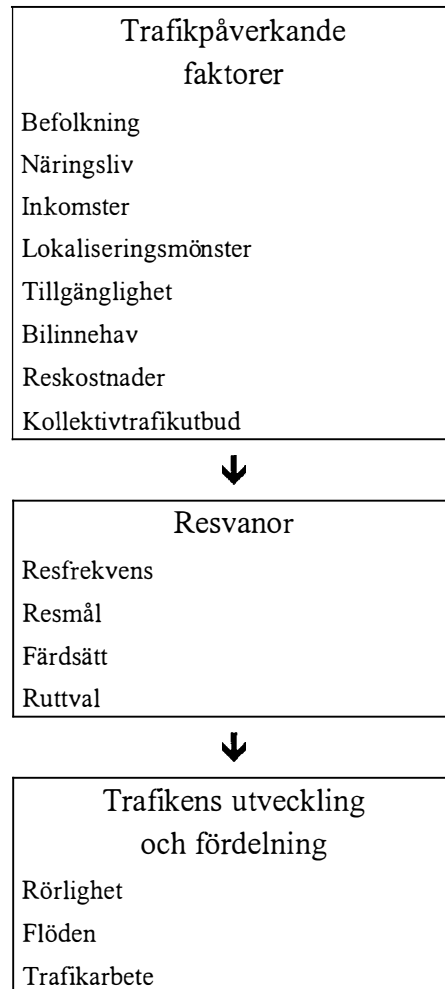 Trafikpåverkande
faktorer
Befolkning
Näringsliv
Inkomster
Lokaliseringsmönster
Tillgänglighet
Bilinnehav
Reskostnader
Kollektivtrafikutbud
Resvanor
Resfrekvens
Resmål
Färdsätt
Ruttval
Trafikens utveckling
och fördelning
Rörlighet
Flöden
Trafikarbete